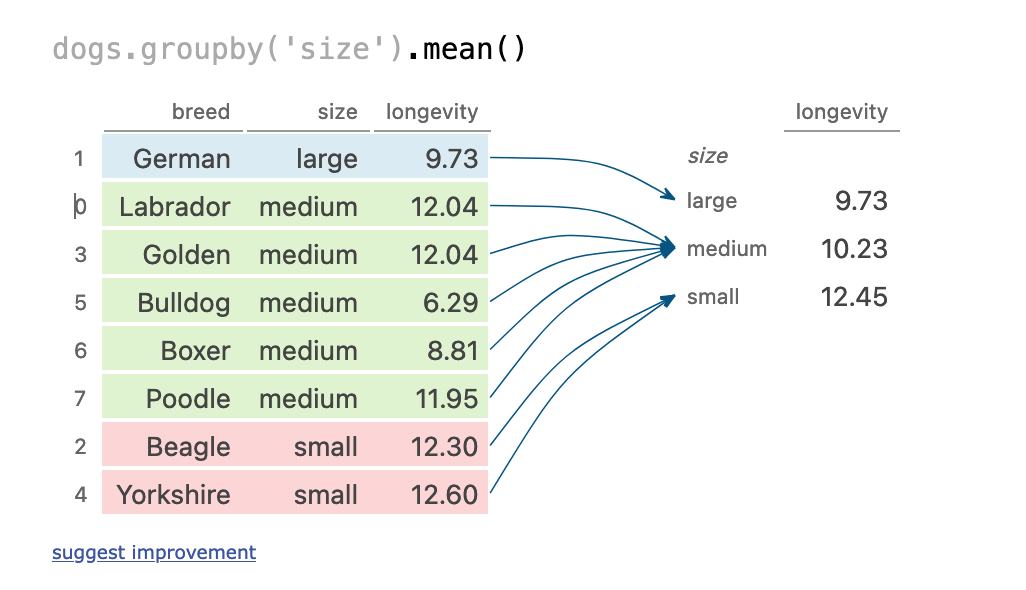 dogs.groupby('size').mean()
breed size longevity
1 German large 9.73
0 Labrador medium 12.04
3 Golden medium 12.04
5 Bulldog medium 6.29
6 Boxer medium 8.81
7 Poodle medium 11.95
2 Beagle small 12.30
4 Yorkshire small 12.60
longevity
size
large 9.73
medium 10.23
small 12.45
suggest improvement